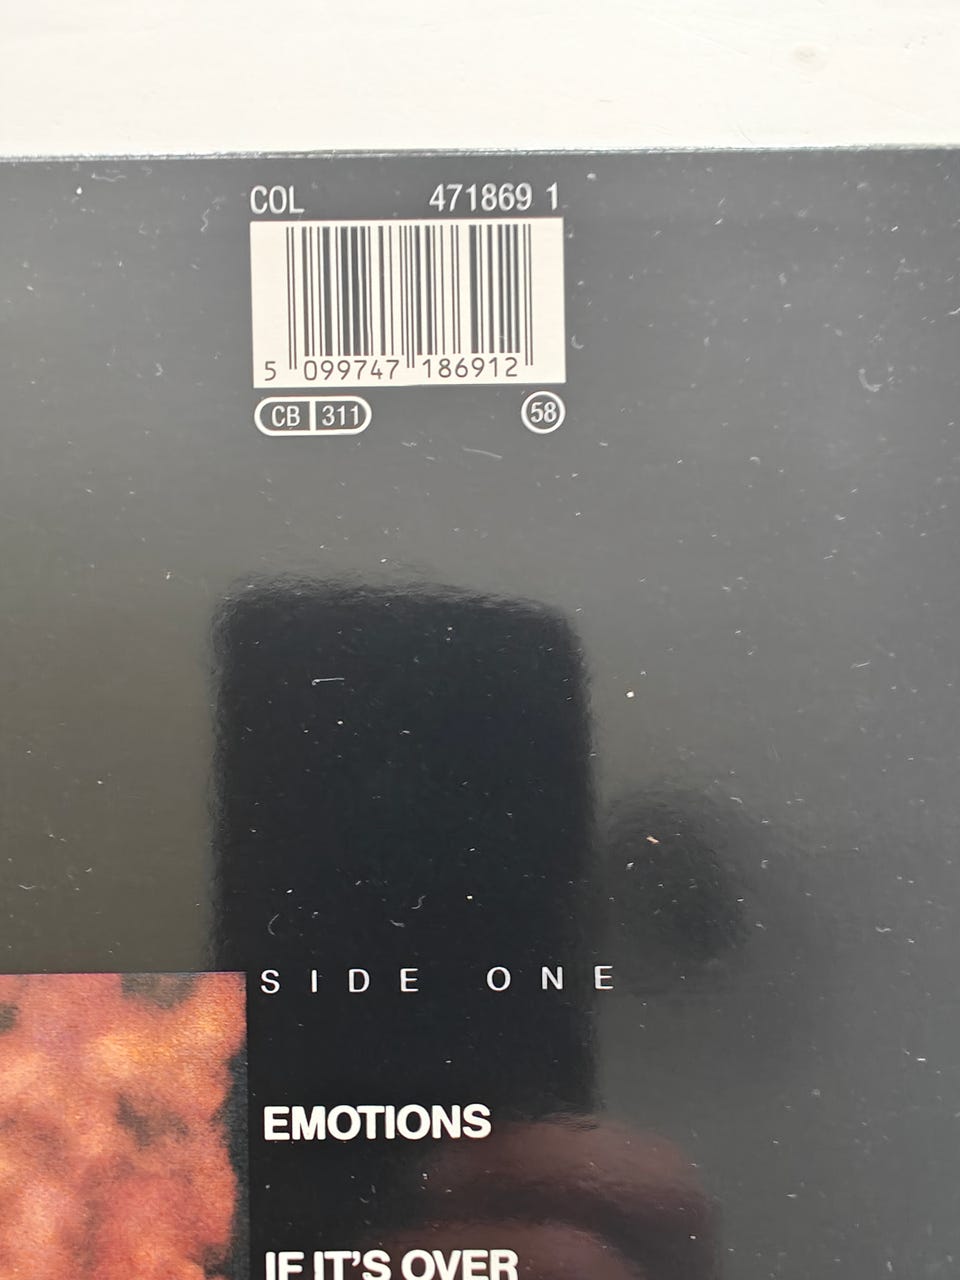 COL 471869 1
5 099747 186912
CB 311 58
SIDE ONE
EMOTIONS
IF IT'S OVER